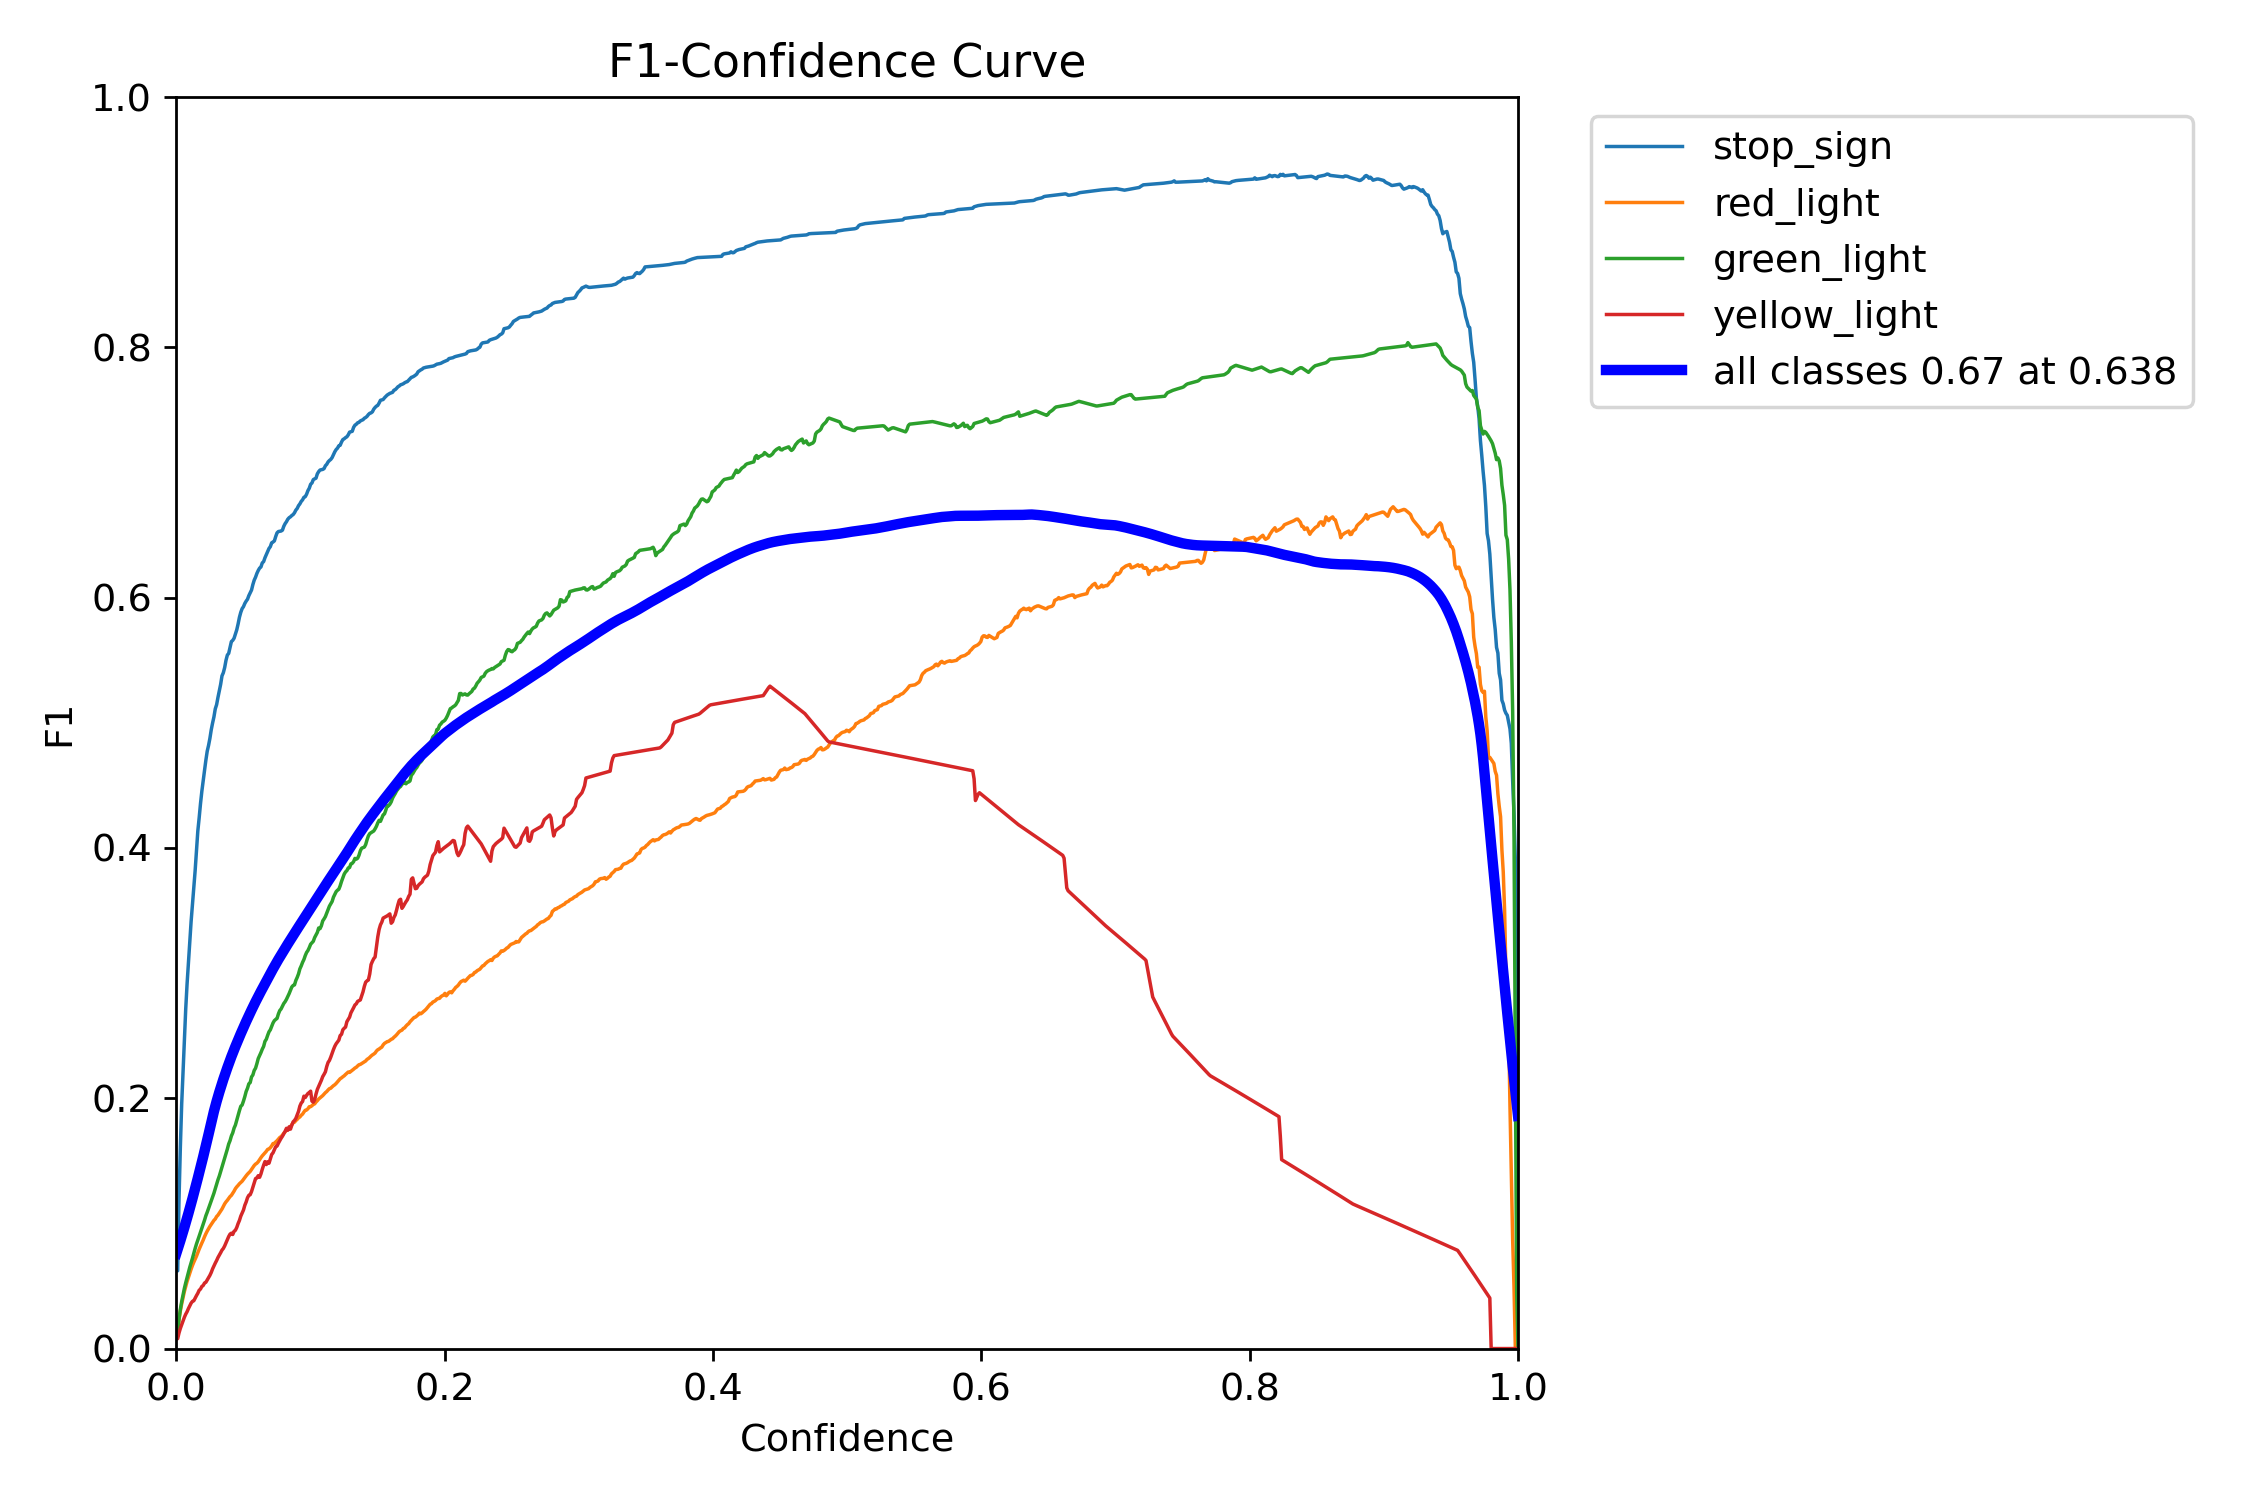 F1-Confidence Curve
1.0
0.8
0.6
0.4
0.2
0.0
F1
0.0 0.2 0.4 0.6 0.8 1.0
Confidence
stop_sign
red_light
green_light
yellow_light
all classes 0.67 at 0.638